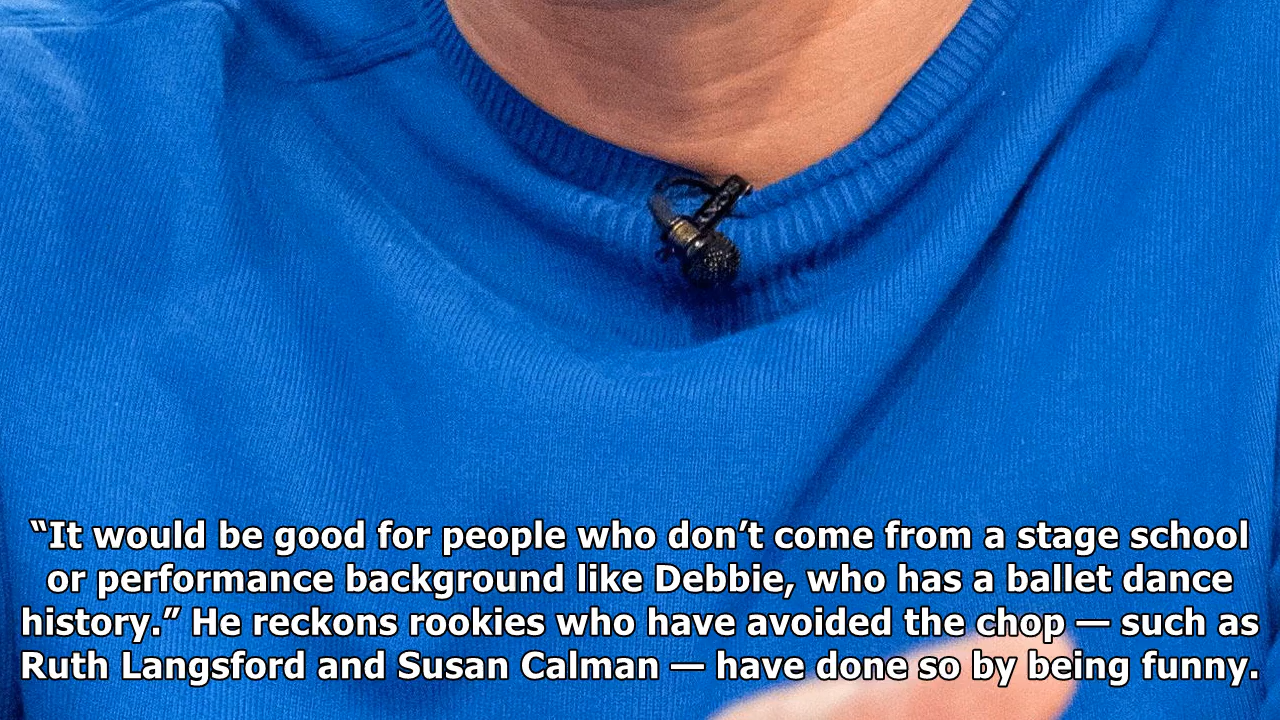 “It would be good for people who don’t come from a stage school
or performance background like Debbie, who has a ballet dance
history.” He reckons rookies who have avoided the chop — such as
Ruth Langsford and Susan Calman — have done so by being funny.